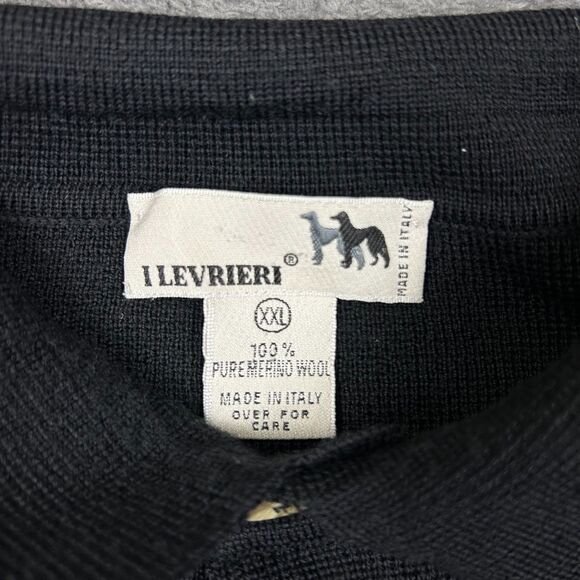 I LEVRIERI®
MADE IN ITALY
XXL
100%
PURE MERINO WOOL
MADE IN ITALY
OVER FOR
CARE